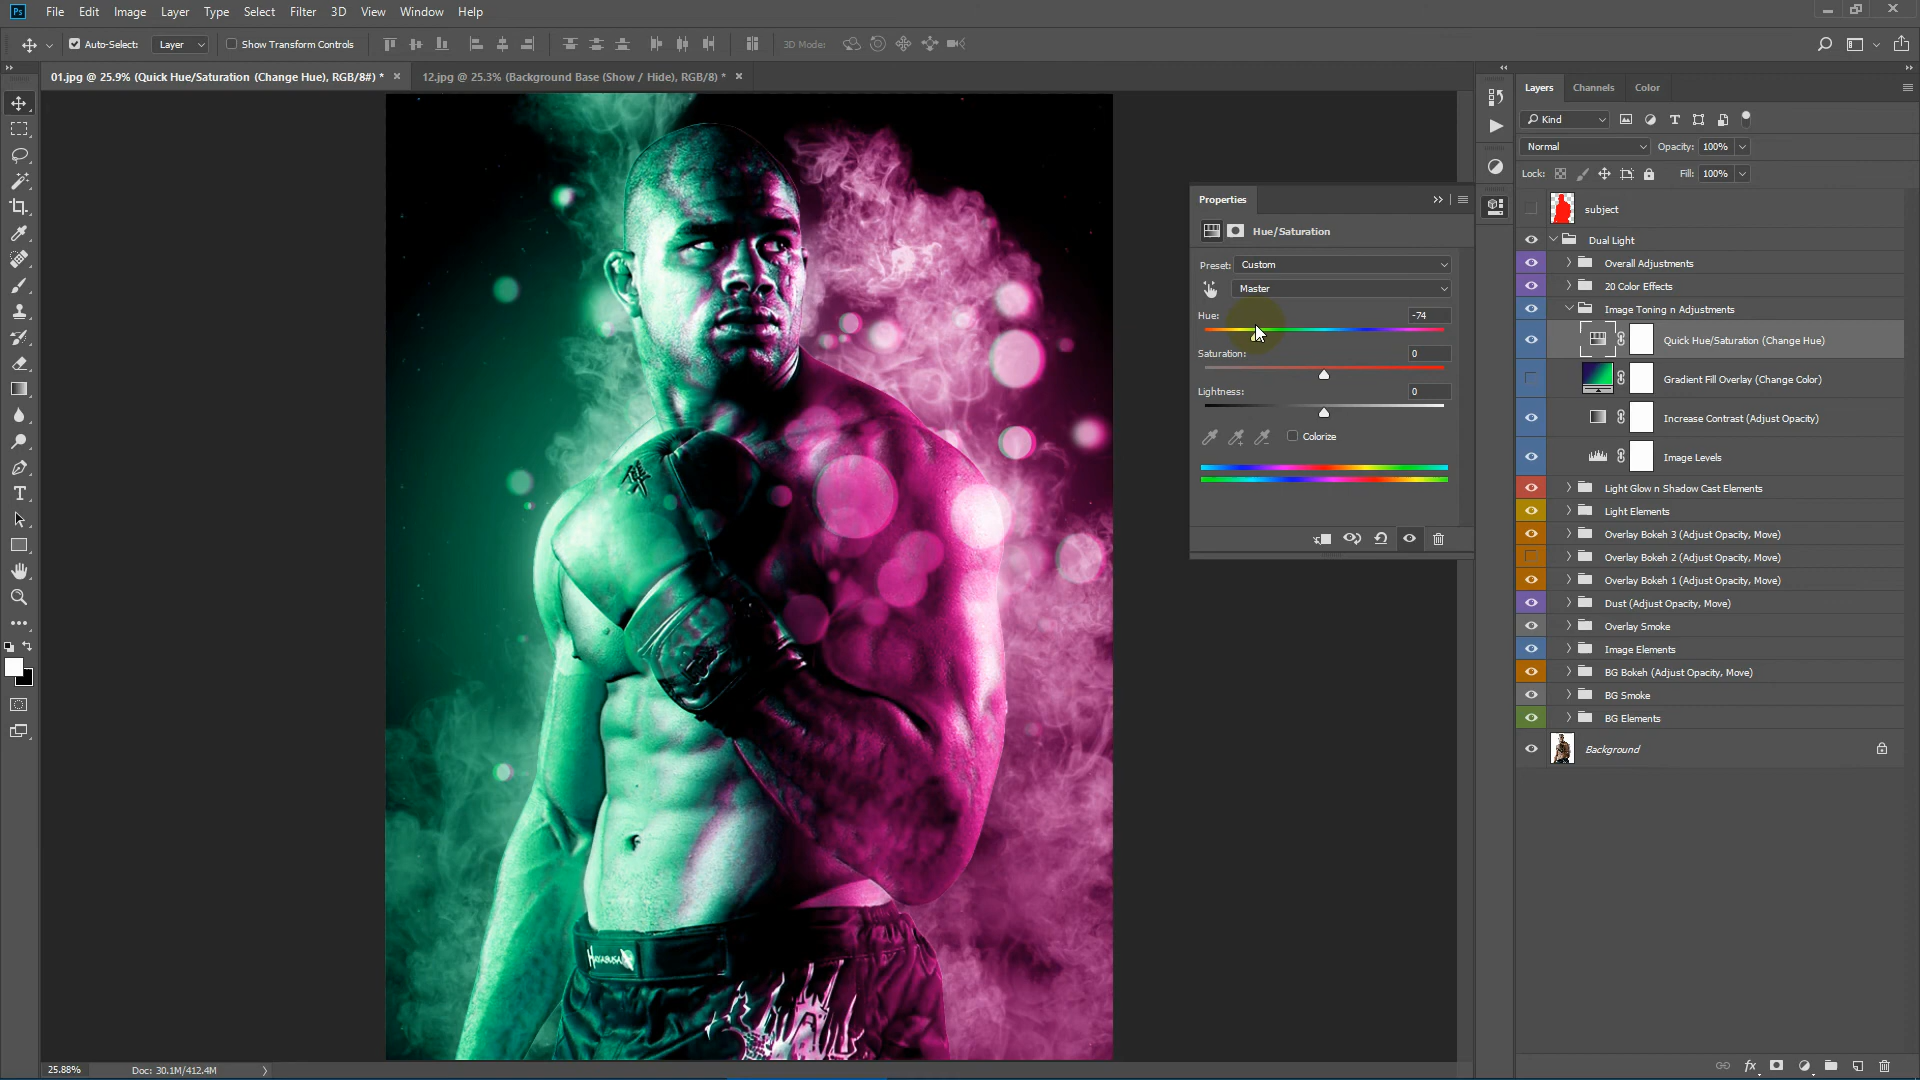 Ps File Edit Image Layer Type Select Filter 3D View Window Help
Auto-Select: Layer Show Transform Controls 3D Mode:
01.jpg @ 25.9% (Quick Hue/Saturation (Change Hue), RGB/8#) * × 12.jpg @ 25.3% (Background Base (Show / Hide), RGB/8) * ×
Layers Channels Color
Kind
Normal Opacity: 100%
Lock: Fill: 100%
Properties
Hue/Saturation
Preset: Custom
Master
Hue: -74
Saturation: 0
Lightness: 0
Colorize
subject
Dual Light
Overall Adjustments
20 Color Effects
Image Toning n Adjustments
Quick Hue/Saturation (Change Hue)
Gradient Fill Overlay (Change Color)
Increase Contrast (Adjust Opacity)
Image Levels
Light Glow n Shadow Cast Elements
Light Elements
Overlay Bokeh 3 (Adjust Opacity, Move)
Overlay Bokeh 2 (Adjust Opacity, Move)
Overlay Bokeh 1 (Adjust Opacity, Move)
Dust (Adjust Opacity, Move)
Overlay Smoke
Image Elements
BG Bokeh (Adjust Opacity, Move)
BG Smoke
BG Elements
Background
HAYABUSA
25.88% Doc: 30.1M/412.4M
fx